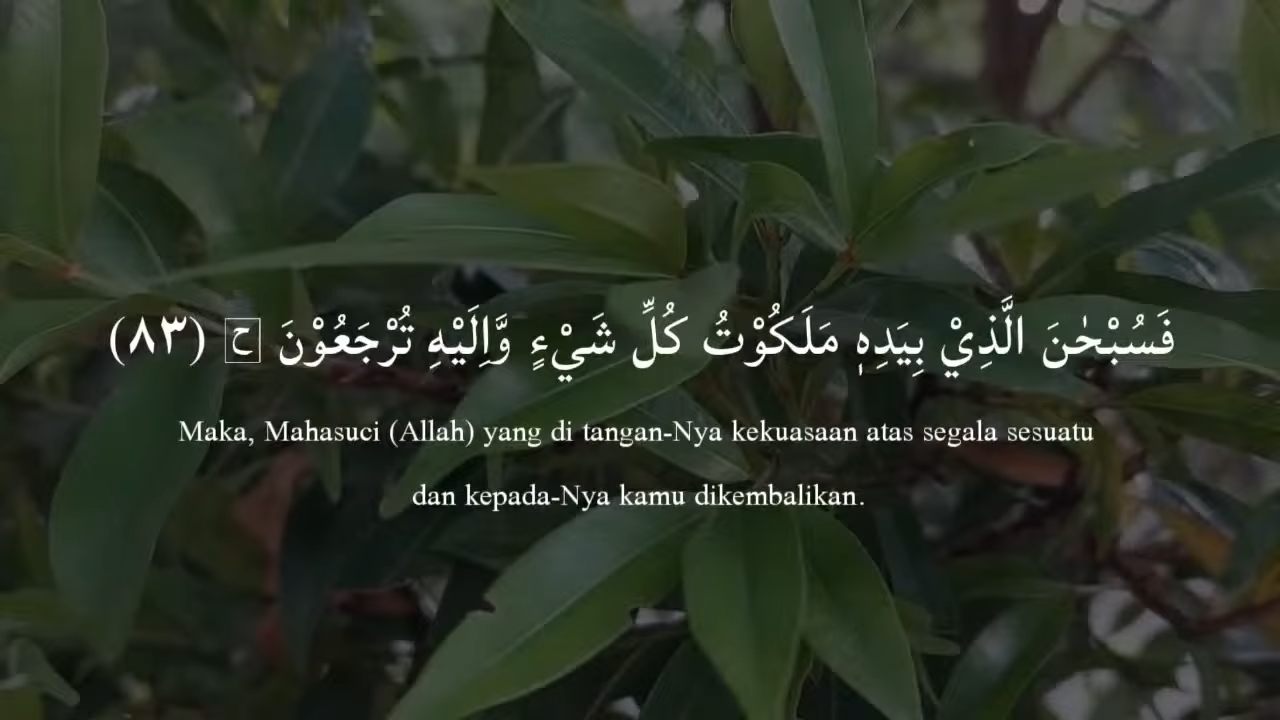 فَسُبْحٰنَ الَّذِيْ بِيَدِهٖ مَلَكُوْتُ كُلِّ شَيْءٍ وَّاِلَيْهِ تُرْجَعُوْنَ ࣖ (٨٣)
Maka, Mahasuci (Allah) yang di tangan-Nya kekuasaan atas segala sesuatu
dan kepada-Nya kamu dikembalikan.